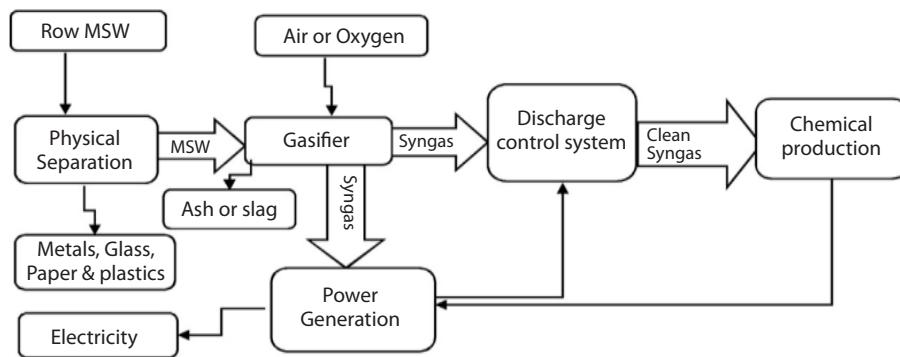 Row MSW
Air or Oxygen
Physical
Separation
MSW
Gasifier
Syngas
Discharge
control system
Clean
Syngas
Chemical
production
Ash or slag
Syngas
Metals, Glass,
Paper & plastics
Power
Generation
Electricity